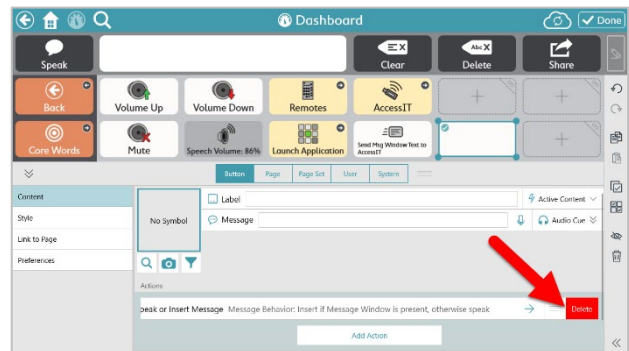 Dashboard
Done
Speak
EX
Clear
Abc X
Delete
Share
Back
Volume Up
Volume Down
Remotes
AccessIT
Core Words
Mute
Speech Volume: 86%
Launch Application
Send Msg Window Text to
AccessIT
Button
Page
Page Set
User
System
Content
Label
Active Content
Style
No Symbol
Message
Audio Cue
Link to Page
Preferences
Actions
peak or Insert Message Message Behavior: Insert if Message Window is present, otherwise speak
Delete
Add Action